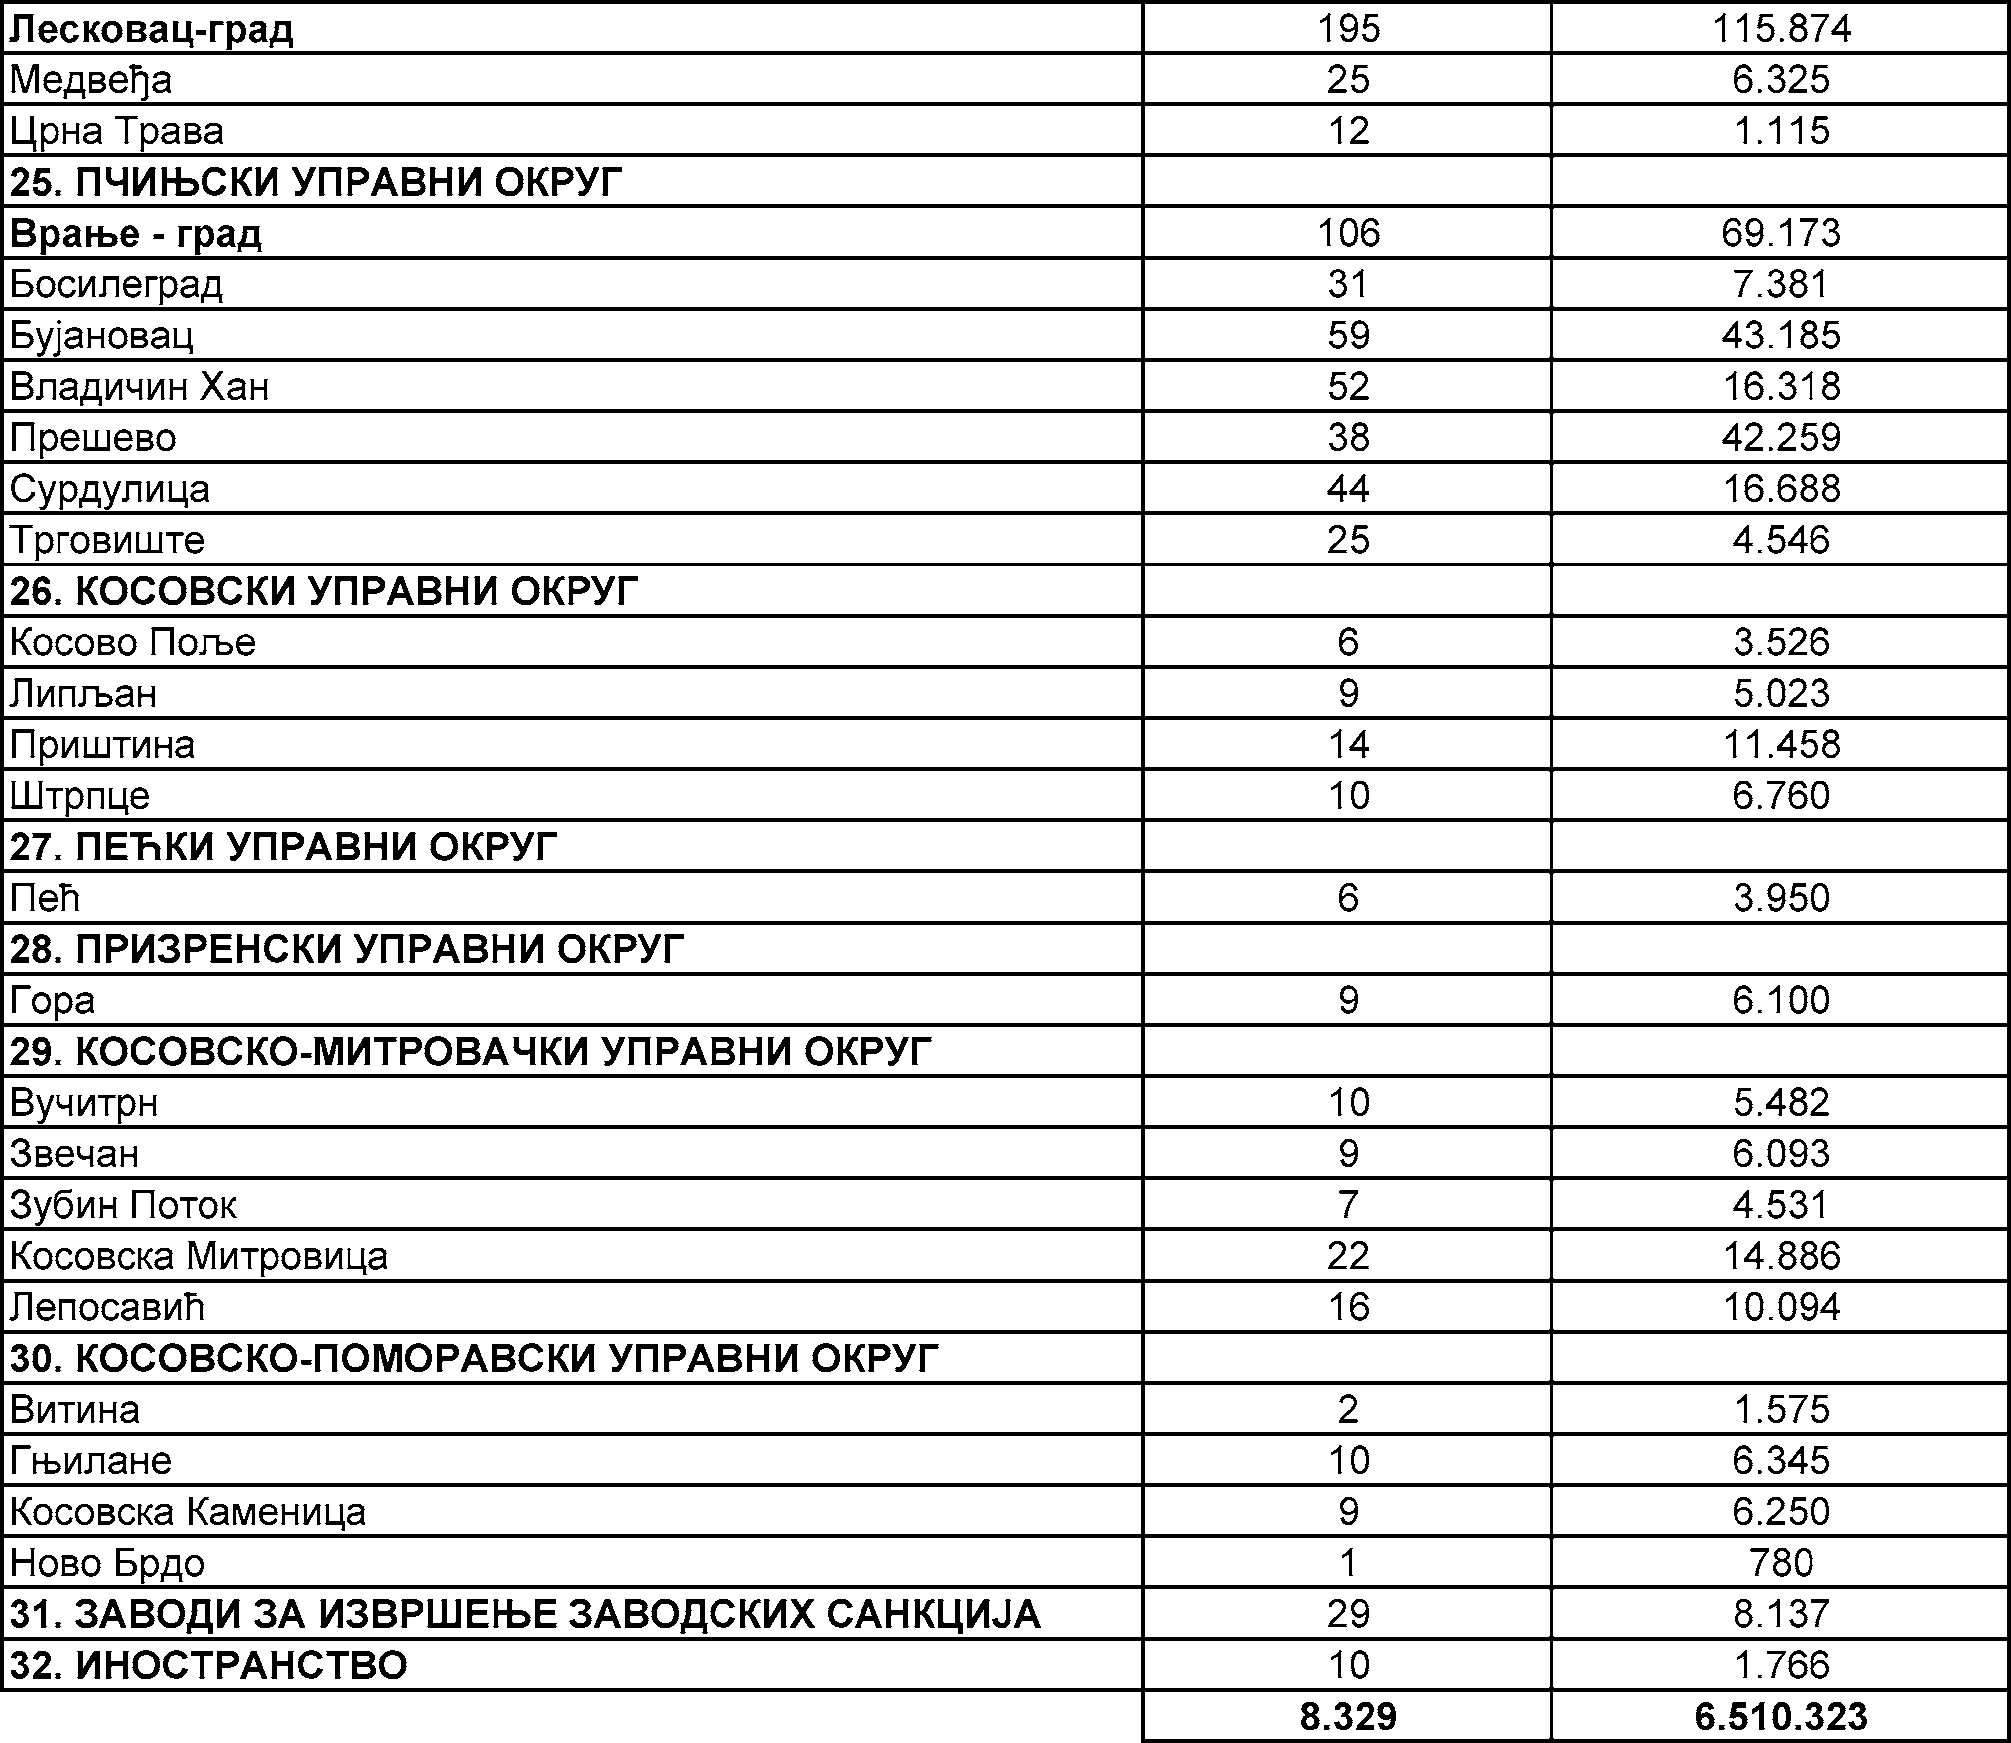 Лесковац-град 195 115.874
Медвеђа 25 6.325
Црна Трава 12 1.115
25. ПЧИЊСКИ УПРАВНИ ОКРУГ
Врање - град 106 69.173
Босилеград 31 7.381
Бујановац 59 43.185
Владичин Хан 52 16.318
Прешево 38 42.259
Сурдулица 44 16.688
Трговиште 25 4.546
26. КОСОВСКИ УПРАВНИ ОКРУГ
Косово Поље 6 3.526
Липљан 9 5.023
Приштина 14 11.458
Штрпце 10 6.760
27. ПЕЋКИ УПРАВНИ ОКРУГ
Пећ 6 3.950
28. ПРИЗРЕНСКИ УПРАВНИ ОКРУГ
Гора 9 6.100
29. КОСОВСКО-МИТРОВАЧКИ УПРАВНИ ОКРУГ
Вучитрн 10 5.482
Звечан 9 6.093
Зубин Поток 7 4.531
Косовска Митровица 22 14.886
Лепосавић 16 10.094
30. КОСОВСКО-ПОМОРАВСКИ УПРАВНИ ОКРУГ
Витина 2 1.575
Гњилане 10 6.345
Косовска Каменица 9 6.250
Ново Брдо 1 780
31. ЗАВОДИ ЗА ИЗВРШЕЊЕ ЗАВОДСКИХ САНКЦИЈА 29 8.137
32. ИНОСТРАНСТВО 10 1.766
8.329 6.510.323